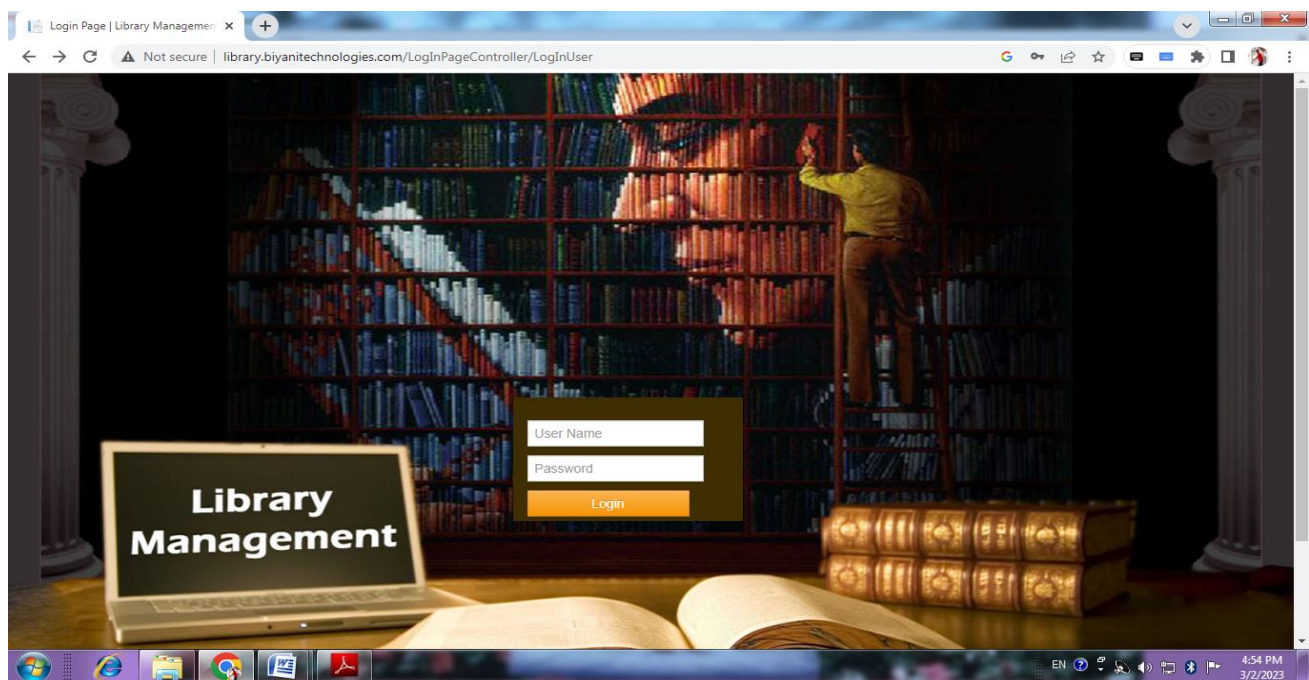 Login Page | Library Managemen
Not secure | library.biyanitechnologies.com/LogInPageController/LogInUser
User Name
Password
Login
Library
Management
EN
4:54 PM
3/2/2023